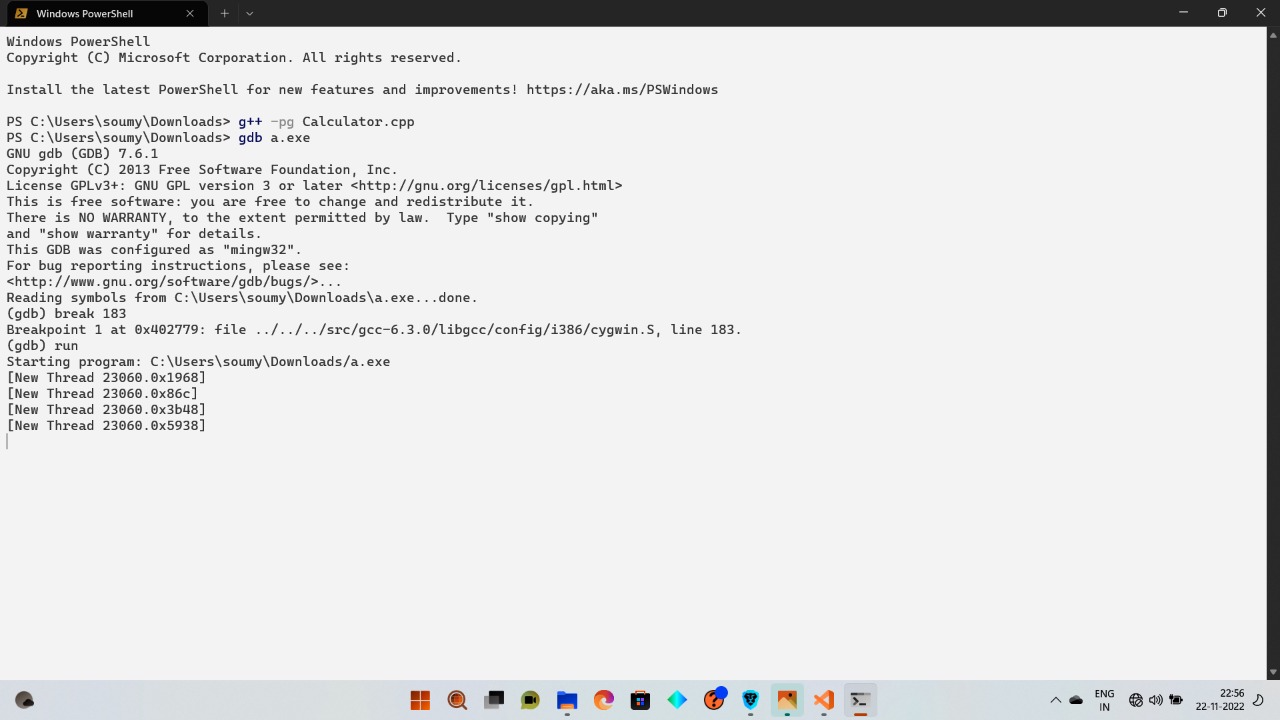 Windows PowerShell
Windows PowerShell
Copyright (C) Microsoft Corporation. All rights reserved.
Install the latest PowerShell for new features and improvements! https://aka.ms/PSWindows
PS C:\Users\soumy\Downloads> g++ -pg Calculator.cpp
PS C:\Users\soumy\Downloads> gdb a.exe
GNU gdb (GDB) 7.6.1
Copyright (C) 2013 Free Software Foundation, Inc.
License GPLv3+: GNU GPL version 3 or later <http://gnu.org/licenses/gpl.html>
This is free software: you are free to change and redistribute it.
There is NO WARRANTY, to the extent permitted by law.  Type "show copying"
and "show warranty" for details.
This GDB was configured as "mingw32".
For bug reporting instructions, please see:
<http://www.gnu.org/software/gdb/bugs/>...
Reading symbols from C:\Users\soumy\Downloads\a.exe...done.
(gdb) break 183
Breakpoint 1 at 0x402779: file ../../../src/gcc-6.3.0/libgcc/config/i386/cygwin.S, line 183.
(gdb) run
Starting program: C:\Users\soumy\Downloads/a.exe
[New Thread 23060.0x1968]
[New Thread 23060.0x86c]
[New Thread 23060.0x3b48]
[New Thread 23060.0x5938]
ENG
IN
22:56
22-11-2022